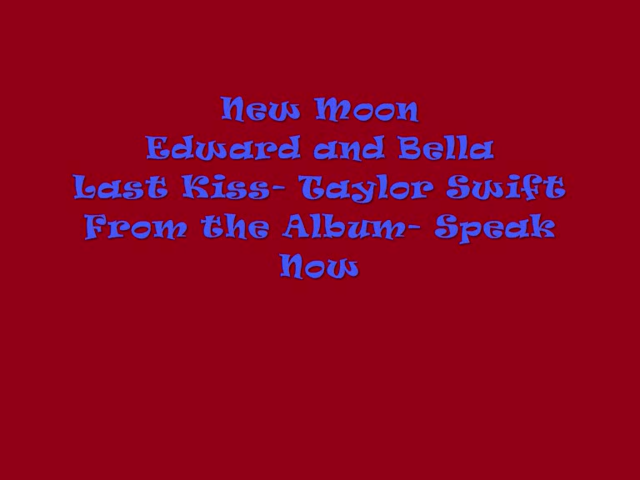 New Moon
Edward and Bella
Last Kiss- Taylor Swift
From the Album- Speak
Now